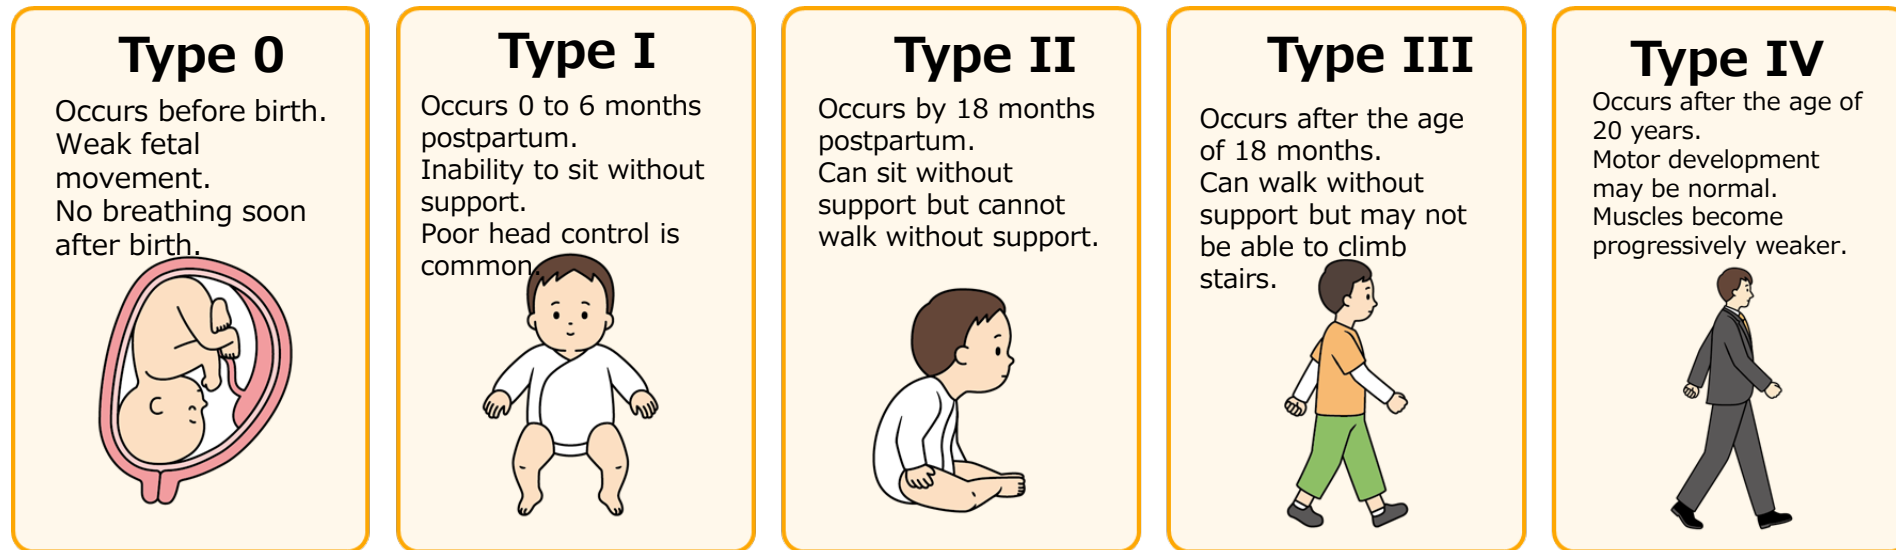 Type 0
Occurs before birth.
Weak fetal
movement.
No breathing soon
after birth.
Type I
Occurs 0 to 6 months
postpartum.
Inability to sit without
support.
Poor head control is
common.
Type II
Occurs by 18 months
postpartum.
Can sit without
support but cannot
walk without support.
Type III
Occurs after the age
of 18 months.
Can walk without
support but may not
be able to climb
stairs.
Type IV
Occurs after the age of
20 years.
Motor development
may be normal.
Muscles become
progressively weaker.